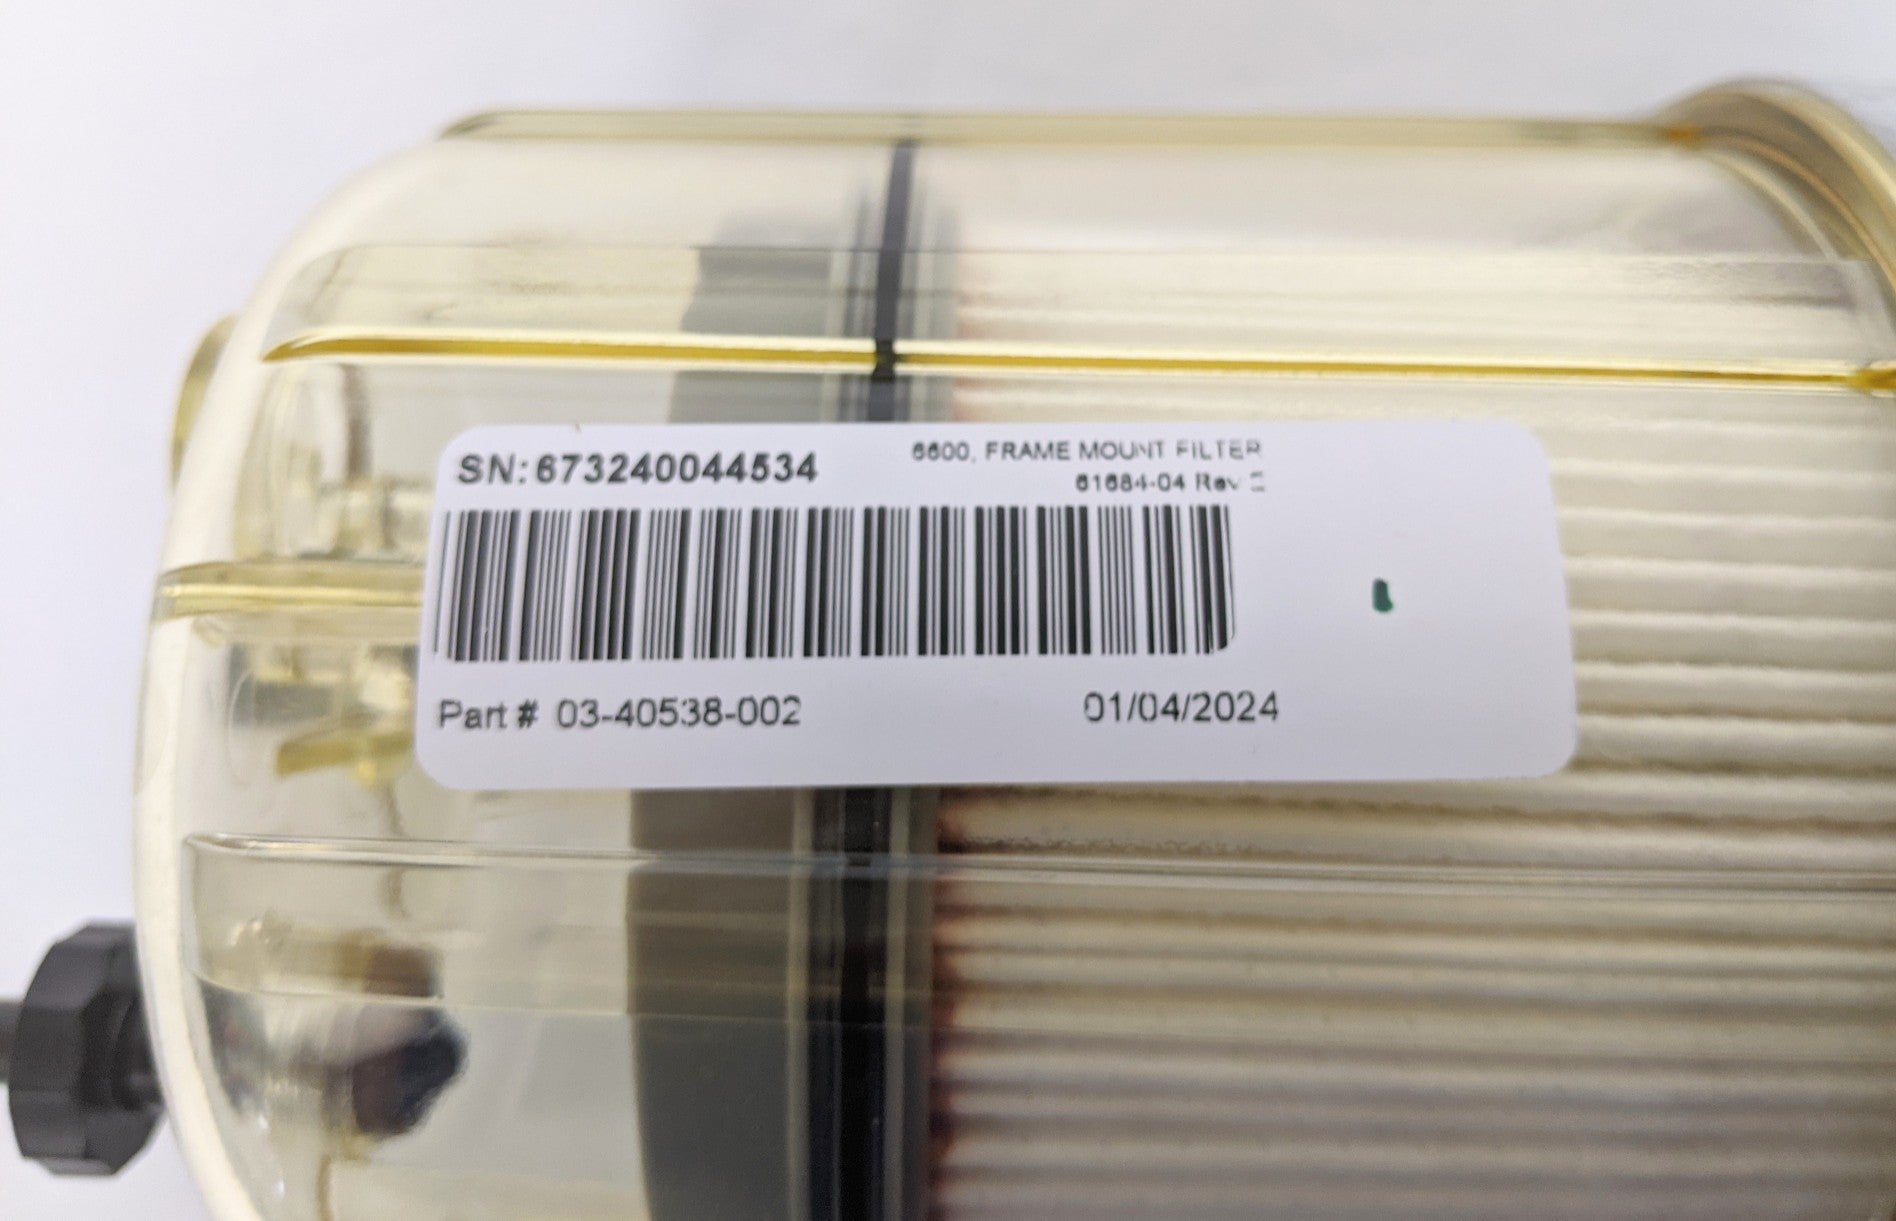 SN: 673240044534
6600, FRAME MOUNT FILTER
61684-04 Rev
Part # 03-40538-002
01/04/2024